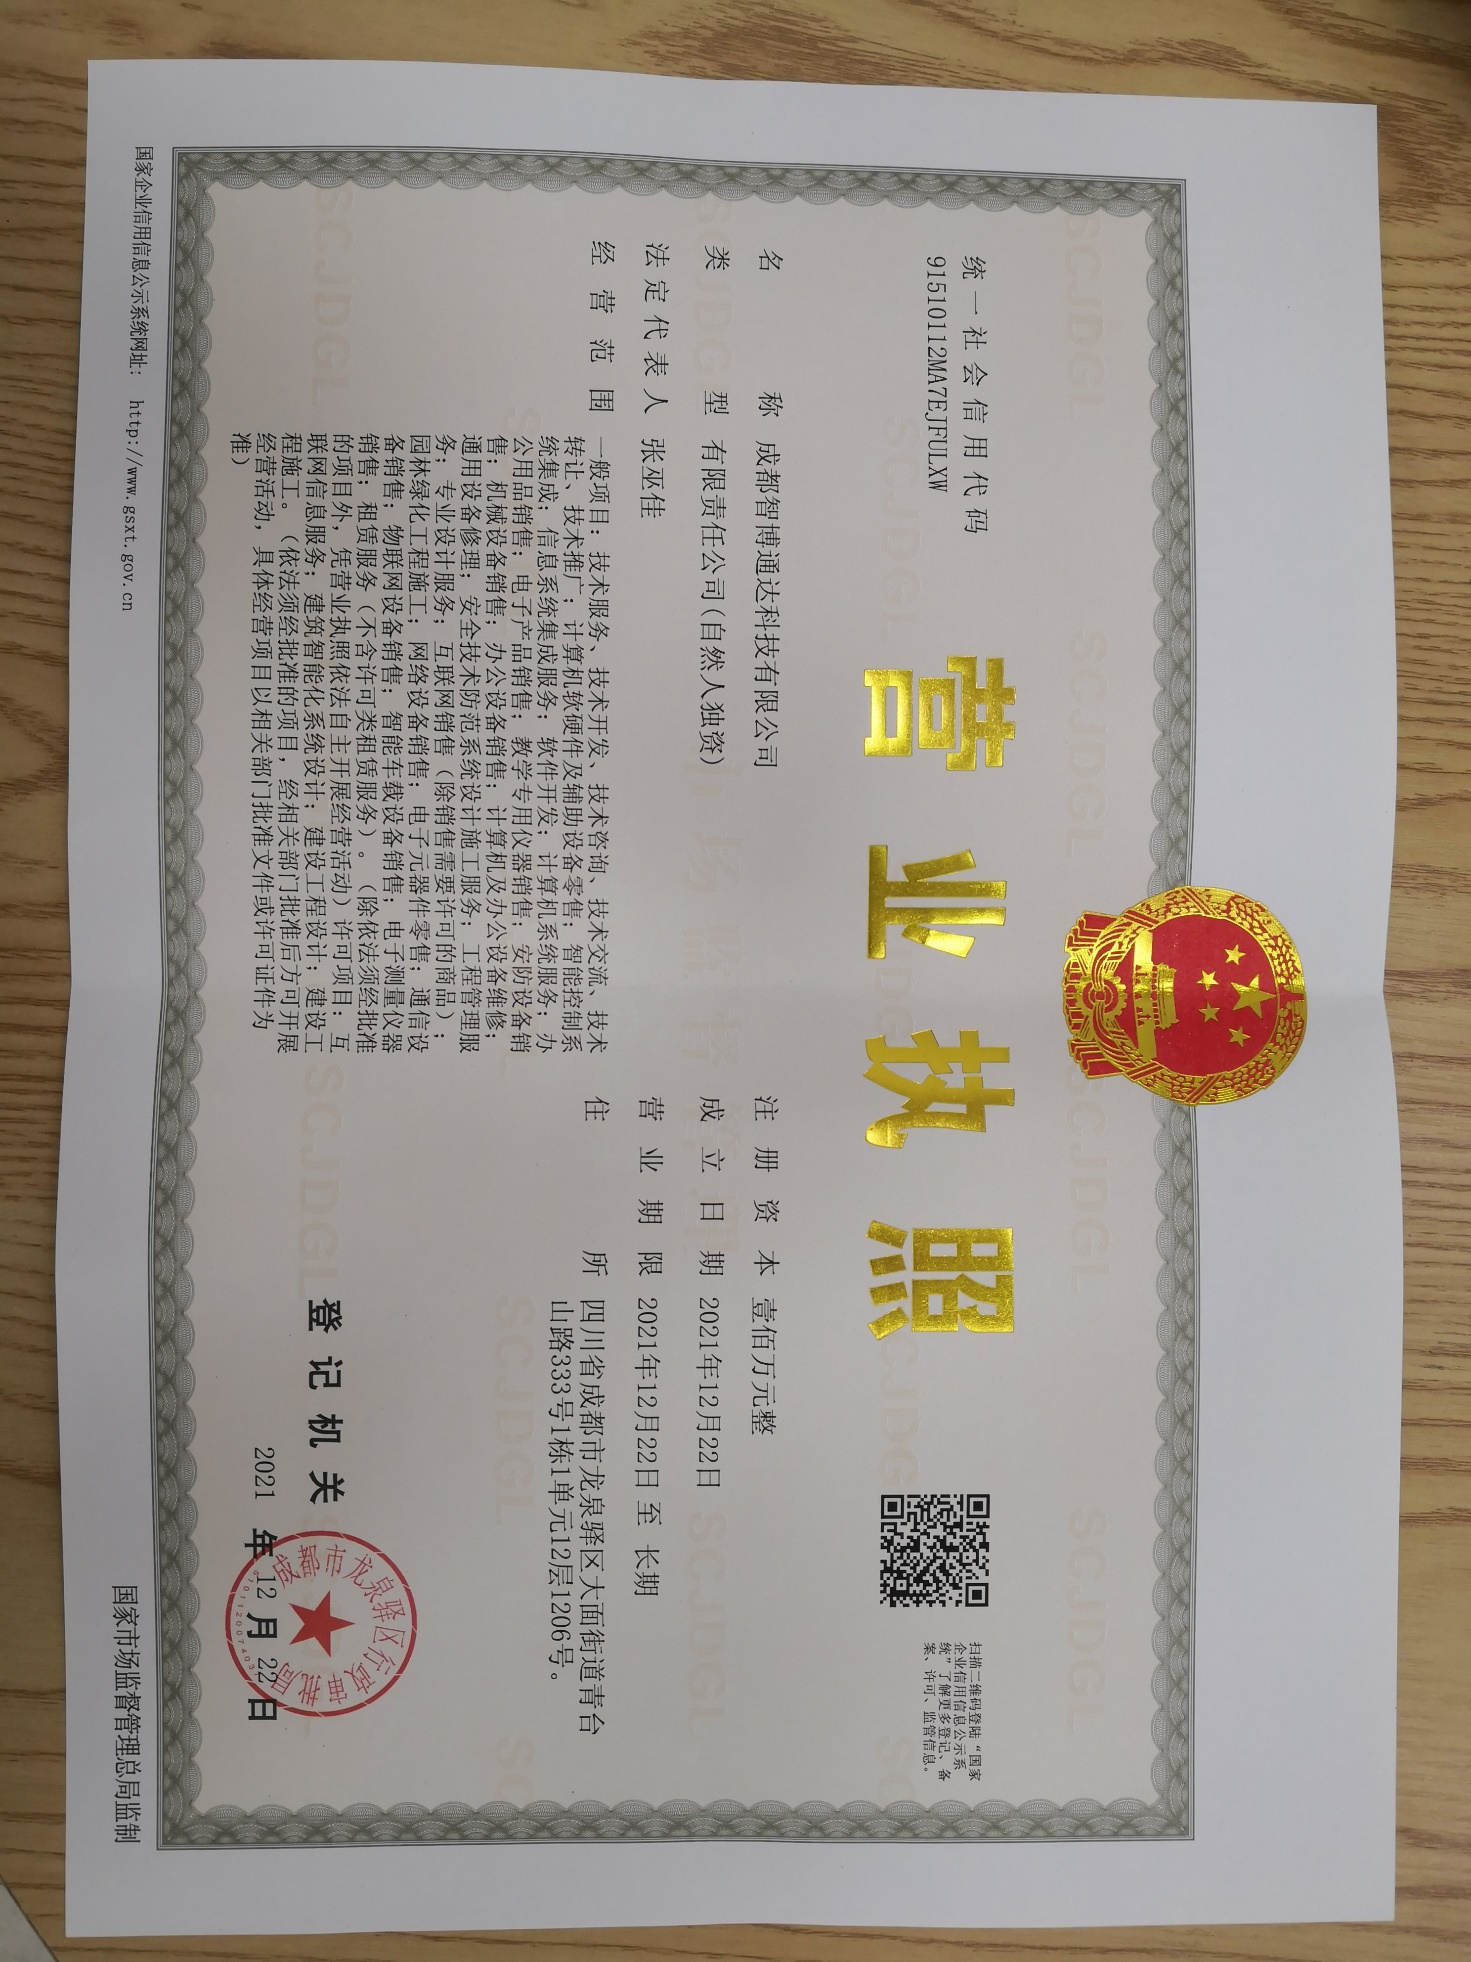 营业执照
统一社会信用代码
91510112MA7EJFULXW
扫描二维码登陆“国家
企业信用信息公示系
统”了解更多登记、备
案、许可、监管信息。
名称 成都智博通达科技有限公司
类型 有限责任公司(自然人独资)
法定代表人 张巫佳
经营范围 一般项目：技术服务、技术开发、技术咨询、技术交流、技术
转让、技术推广；计算机软硬件及辅助设备零售；智能控制系
统集成；信息系统集成服务；软件开发；计算机系统服务；办
公用品销售；电子产品销售；教学专用仪器销售；安防设备销
售；机械设备销售；办公设备销售；计算机及办公设备维修；
通用设备修理；安全技术防范系统设计施工服务；工程管理服
务；专业设计服务；互联网销售（除销售需要许可的商品）；
园林绿化工程施工；网络设备销售；电子元器件零售；通信设
备销售；物联网设备销售；智能车载设备销售；电子测量仪器
销售；租赁服务（不含许可类租赁服务）。（除依法须经批准
的项目外，凭营业执照依法自主开展经营活动）许可项目：互
联网信息服务；建筑智能化系统设计；建设工程设计；建设工
程施工。（依法须经批准的项目，经相关部门批准后方可开展
经营活动，具体经营项目以相关部门批准文件或许可证件为
准）
注册资本 壹佰万元整
成立日期 2021年12月22日
营业期限 2021年12月22日 至 长期
住所 四川省成都市龙泉驿区大面街道青台
山路333号1栋1单元12层1206号。
登记机关
成都市龙泉驿区行政审批局
2021 年 12 月 22 日
国家企业信用信息公示系统网址： http://www.gsxt.gov.cn
国家市场监督管理总局监制